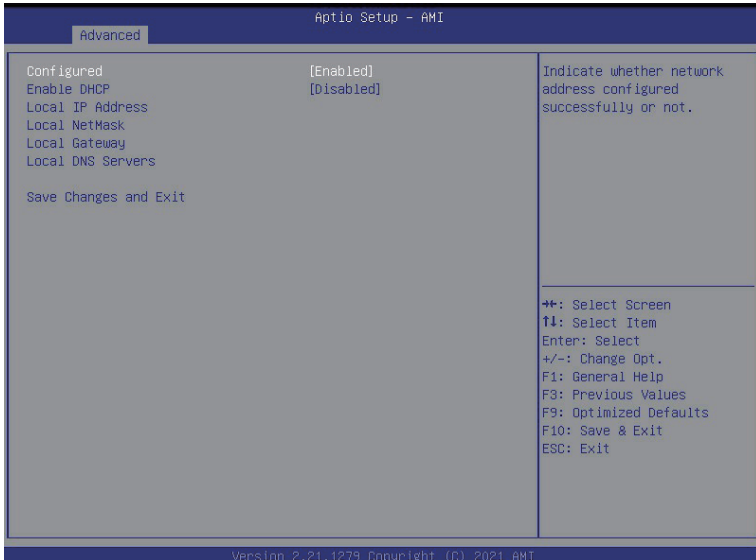 Aptio Setup – AMI
Advanced
Configured [Enabled]
Enable DHCP [Disabled]
Local IP Address
Local NetMask
Local Gateway
Local DNS Servers
Save Changes and Exit
Indicate whether network
address configured
successfully or not.
→←: Select Screen
↑↓: Select Item
Enter: Select
+/-: Change Opt.
F1: General Help
F3: Previous Values
F9: Optimized Defaults
F10: Save & Exit
ESC: Exit
Version 2.21.1279 Copyright (C) 2021 AMI